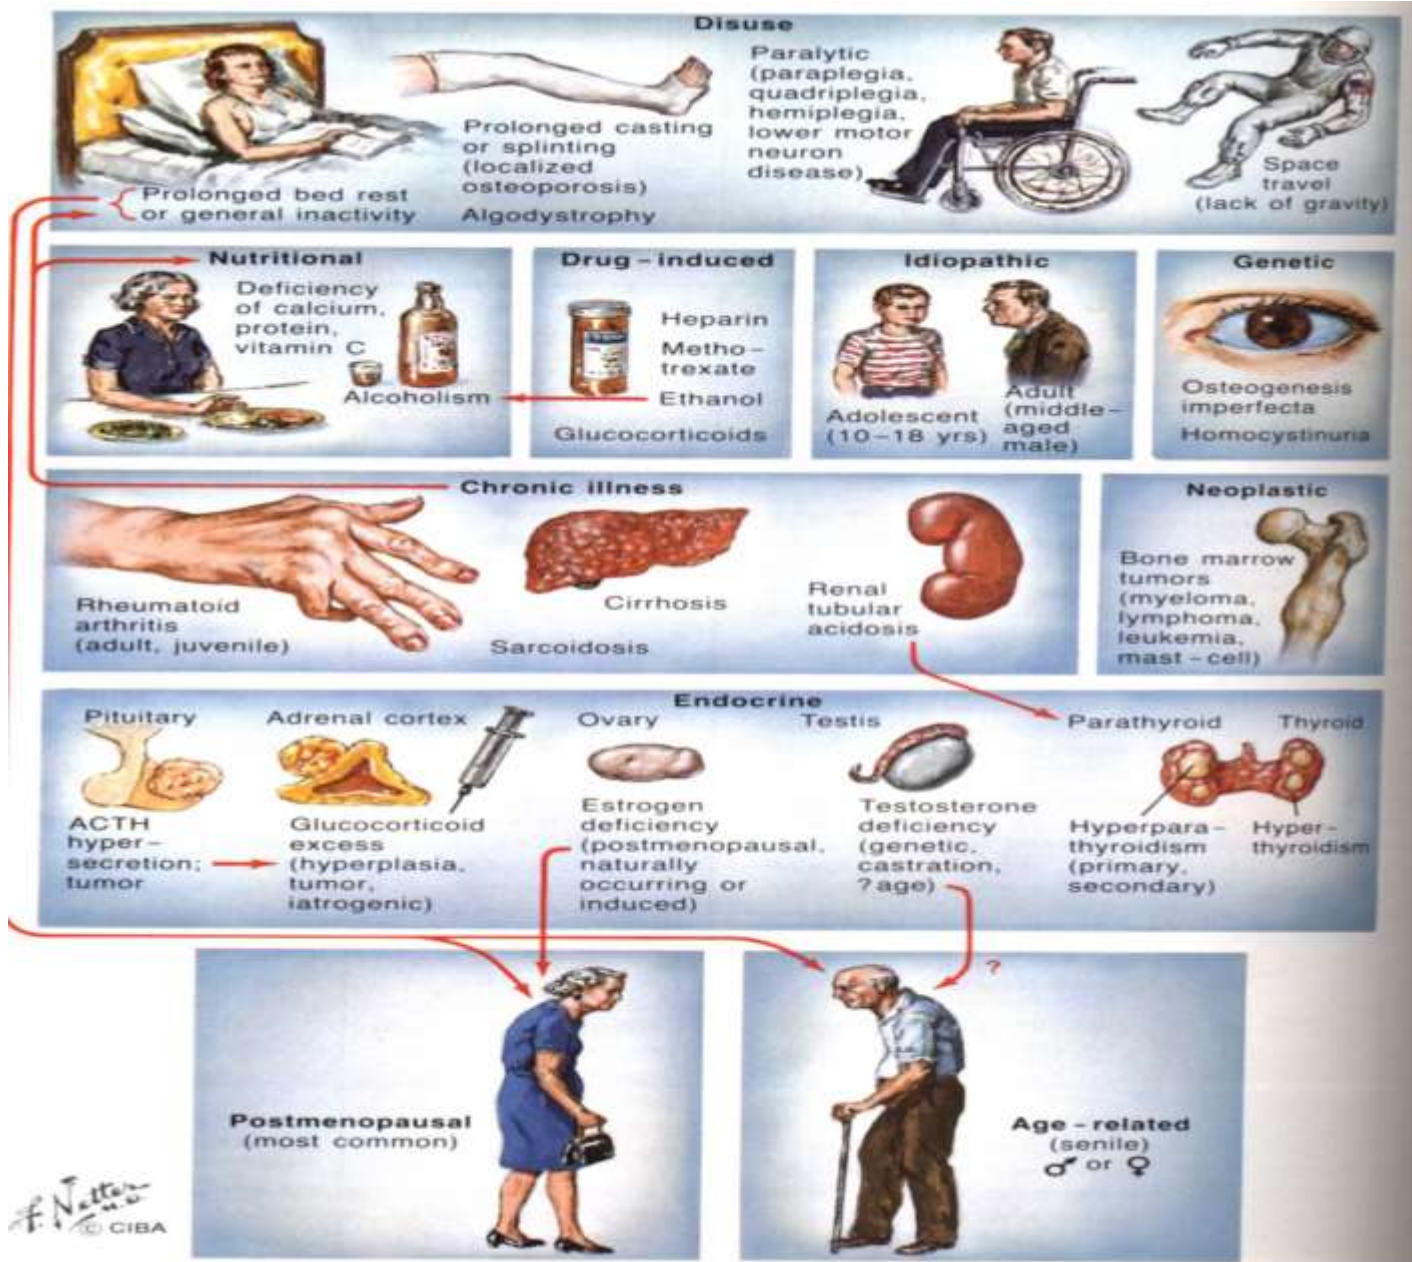 Disuse
Prolonged bed rest
or general inactivity
Prolonged casting
or splinting
(localized
osteoporosis)
Algodystrophy
Paralytic
(paraplegia,
quadriplegia,
hemiplegia,
lower motor
neuron
disease)
Space
travel
(lack of gravity)
Nutritional
Deficiency
of calcium,
protein,
vitamin C
Alcoholism
Drug-induced
Heparin
Metho-
trexate
Ethanol
Glucocorticoids
Idiopathic
Adolescent
(10-18 yrs)
Adult
(middle-
aged
male)
Genetic
Osteogenesis
imperfecta
Homocystinuria
Chronic illness
Rheumatoid
arthritis
(adult, juvenile)
Cirrhosis
Sarcoidosis
Renal
tubular
acidosis
Neoplastic
Bone marrow
tumors
(myeloma,
lymphoma,
leukemia,
mast-cell)
Endocrine
Pituitary
ACTH
hyper-
secretion;
tumor
Adrenal cortex
Glucocorticoid
excess
(hyperplasia,
tumor,
iatrogenic)
Ovary
Estrogen
deficiency
(postmenopausal,
naturally
occurring or
induced)
Testis
Testosterone
deficiency
(genetic,
castration,
?age)
Parathyroid
Hyperpara-
thyroidism
(primary,
secondary)
Thyroid
Hyper-
thyroidism
?
Postmenopausal
(most common)
Age-related
(senile)
♂ or ♀
F. Netter
M.D.
© CIBA